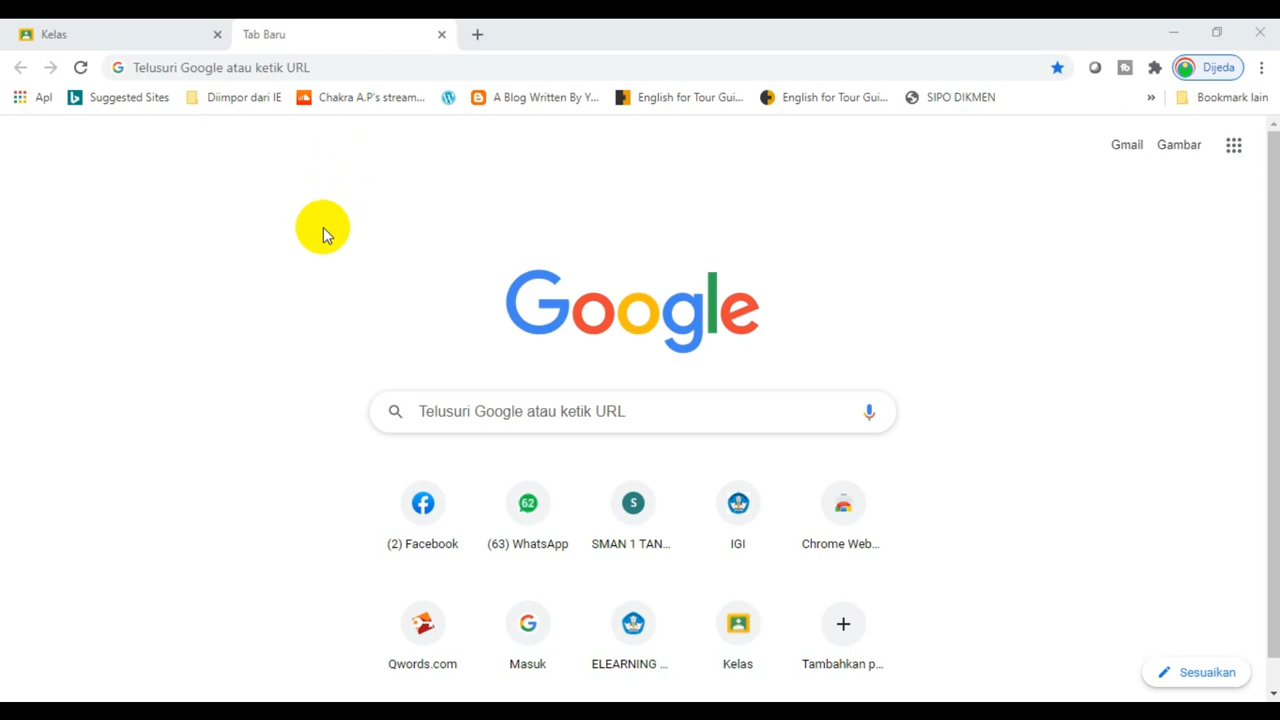 Kelas
Tab Baru
Telusuri Google atau ketik URL
Dijeda
Apl
Suggested Sites
Diimpor dari IE
Chakra A.P's stream...
A Blog Written By Y...
English for Tour Gui...
English for Tour Gui...
SIPO DIKMEN
»
Bookmark lain
Gmail
Gambar
Google
Telusuri Google atau ketik URL
62
S
(2) Facebook
(63) WhatsApp
SMAN 1 TAN...
IGI
Chrome Web...
Qwords.com
Masuk
ELEARNING ...
Kelas
Tambahkan p...
Sesuaikan